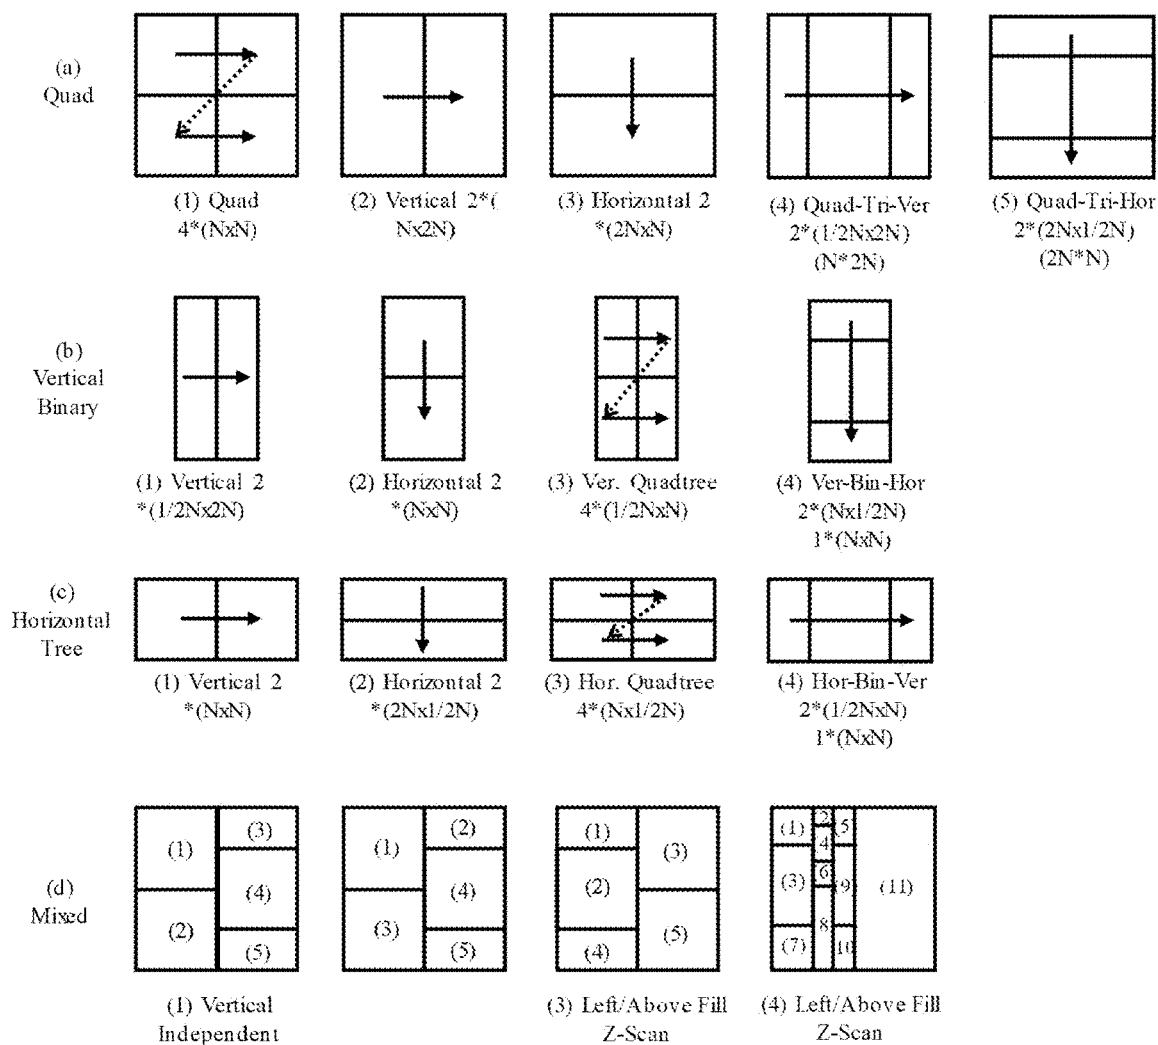 (a)
Quad
(1) Quad
4*(NxN)
(2) Vertical 2*(
Nx2N)
(3) Horizontal 2
*(2NxN)
(4) Quad-Tri-Ver
2*(1/2Nx2N)
(N*2N)
(5) Quad-Tri-Hor
2*(2Nx1/2N)
(2N*N)
(b)
Vertical
Binary
(1) Vertical 2
*(1/2Nx2N)
(2) Horizontal 2
*(NxN)
(3) Ver. Quadtree
4*(1/2NxN)
(4) Ver-Bin-Hor
2*(Nx1/2N)
1*(NxN)
(c)
Horizontal
Tree
(1) Vertical 2
*(NxN)
(2) Horizontal 2
*(2Nx1/2N)
(3) Hor. Quadtree
4*(Nx1/2N)
(4) Hor-Bin-Ver
2*(1/2NxN)
1*(NxN)
(d)
Mixed
(1)
(2)
(3)
(4)
(5)
(1) Vertical
Independent
(1)
(2)
(3)
(4)
(5)
(1)
(2)
(3)
(4)
(5)
(3) Left/Above Fill
Z-Scan
(1)
2
(3)
4
(5)
6
(7)
8
(9)
10
(11)
(4) Left/Above Fill
Z-Scan